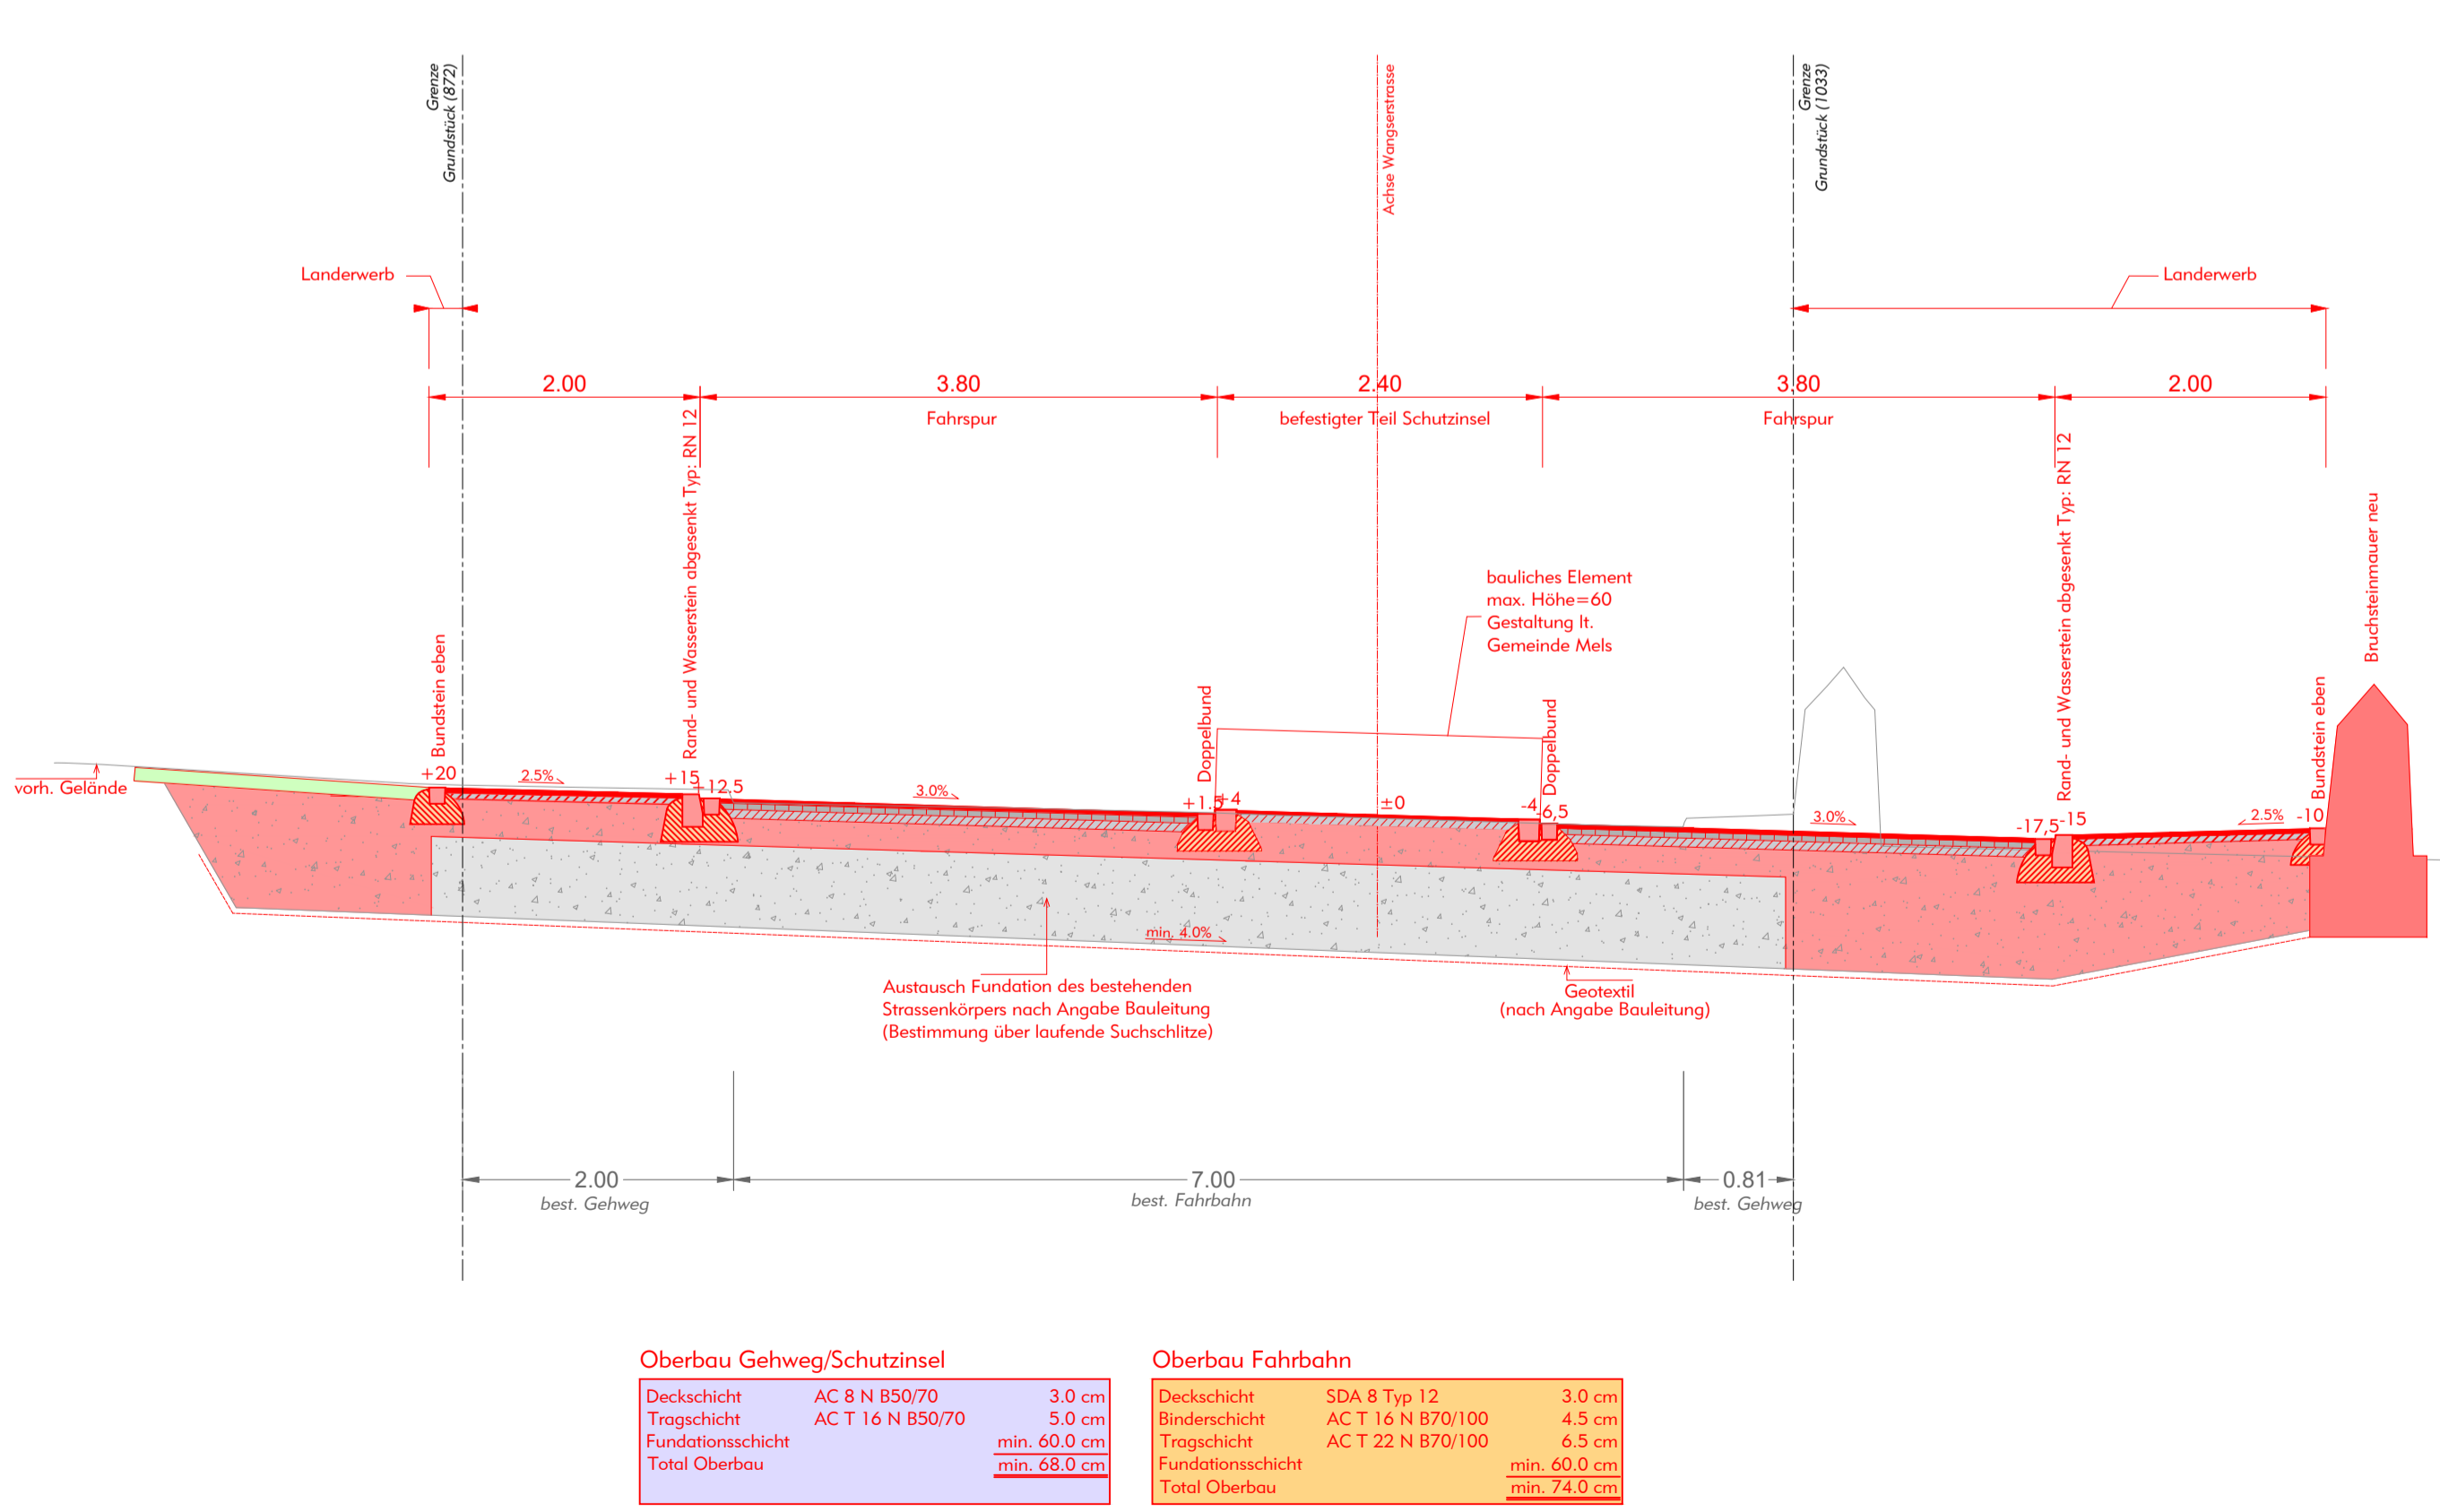 Grenze
Grundstück (872)
Achse Wangserstrasse
Grenze
Grundstück (1033)
Landerwerb
Landerwerb
2.00
3.80
2.40
3.80
2.00
Fahrspur
befestigter Teil Schutzinsel
Fahrspur
Rand- und Wasserstein abgesenkt Typ: RN 12
Rand- und Wasserstein abgesenkt Typ: RN 12
Bruchsteinmauer neu
bauliches Element
max. Höhe=60
Gestaltung lt.
Gemeinde Mels
Bundstein eben
Doppelbund
Doppelbund
Bundstein eben
vorh. Gelände
+20
2.5%
+15
+12,5
3.0%
+1.5
+4
±0
-4
-6,5
3.0%
-17,5
-15
2.5%
-10
min. 4.0%
Austausch Fundation des bestehenden
Strassenkörpers nach Angabe Bauleitung
(Bestimmung über laufende Suchschlitze)
Geotextil
(nach Angabe Bauleitung)
2.00
7.00
0.81
best. Gehweg
best. Fahrbahn
best. Gehweg
Oberbau Gehweg/Schutzinsel
Deckschicht AC 8 N B50/70 3.0 cm
Tragschicht AC T 16 N B50/70 5.0 cm
Fundationsschicht min. 60.0 cm
Total Oberbau min. 68.0 cm
Oberbau Fahrbahn
Deckschicht SDA 8 Typ 12 3.0 cm
Binderschicht AC T 16 N B70/100 4.5 cm
Tragschicht AC T 22 N B70/100 6.5 cm
Fundationsschicht min. 60.0 cm
Total Oberbau min. 74.0 cm